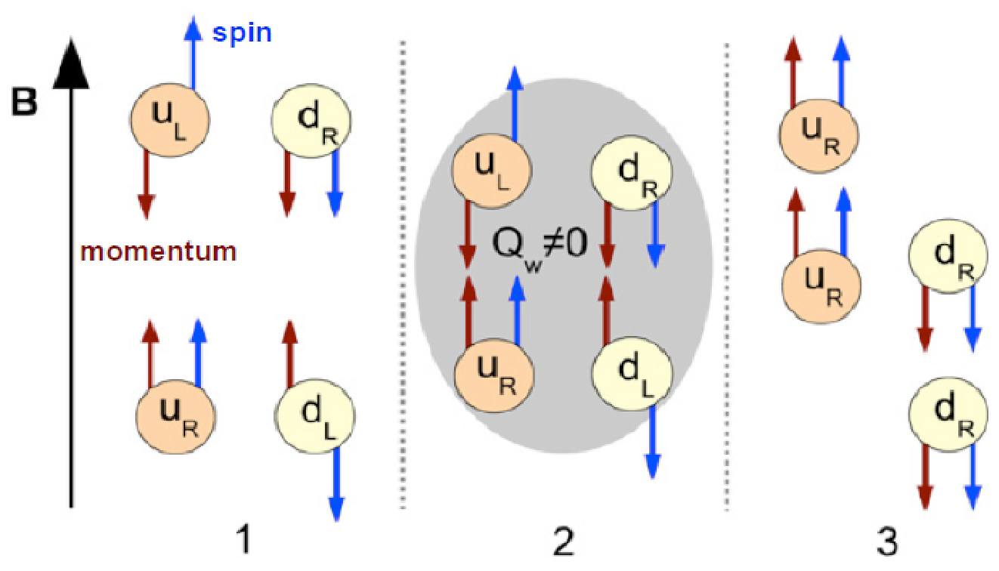 spin
B
u_L
d_R
momentum
u_R
d_L
1
u_L
d_R
Q_w≠0
u_R
d_L
2
u_R
u_R
d_R
d_R
3